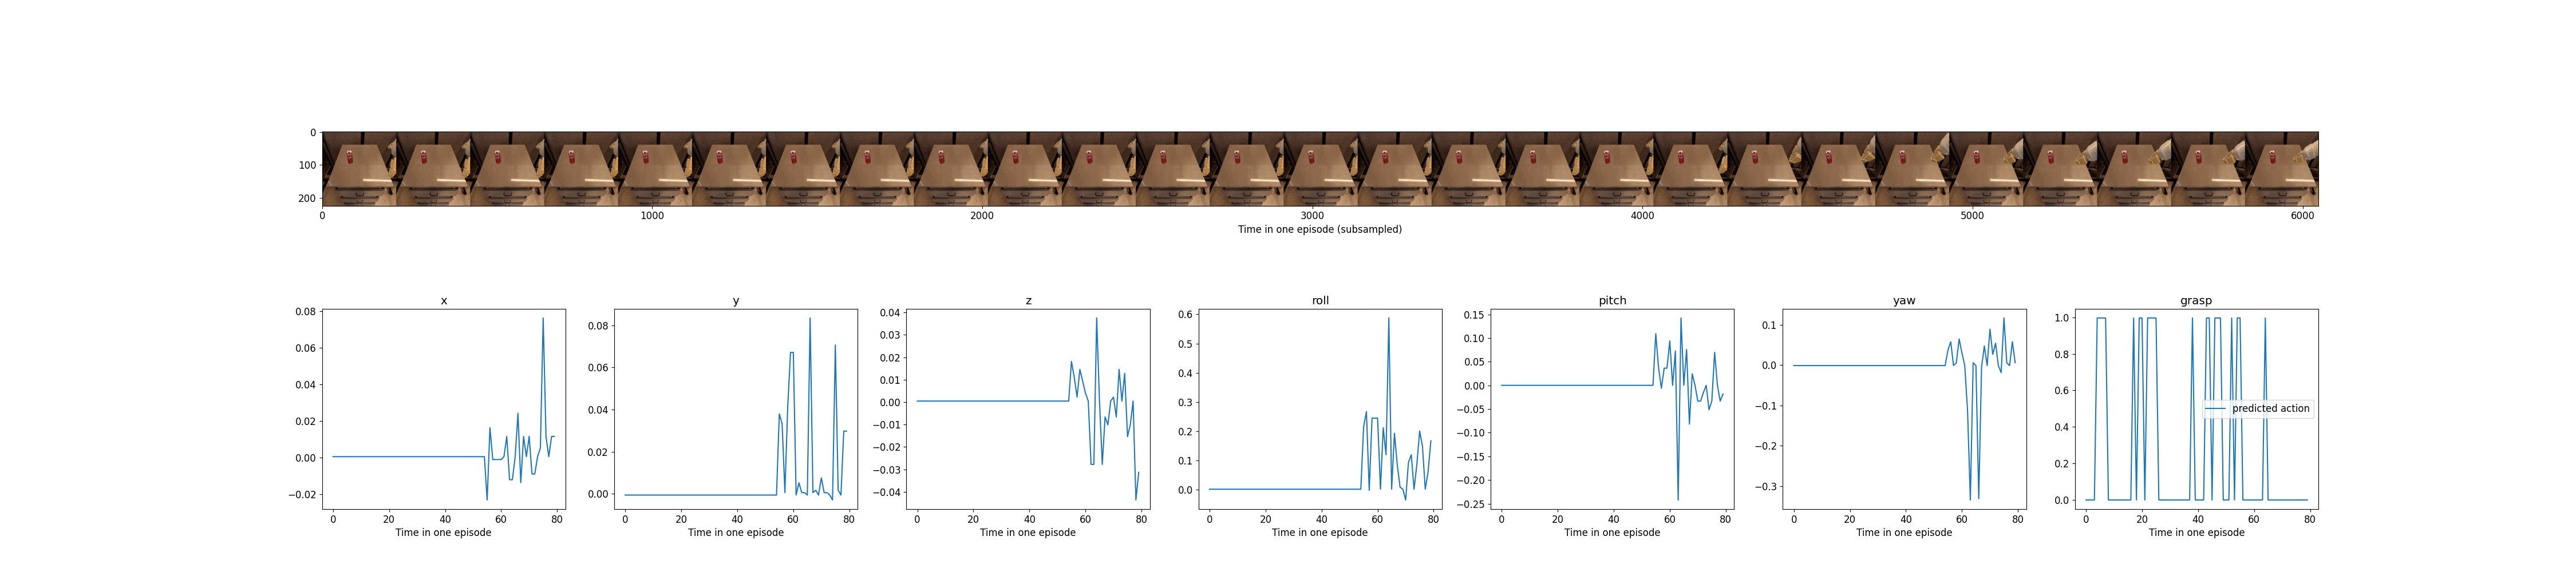 0
100
200
0 1000 2000 3000 4000 5000 6000
Time in one episode (subsampled)
x y z roll pitch yaw grasp
0.08
0.06
0.04
0.02
0.00
−0.02
0 20 40 60 80
Time in one episode
0.08
0.06
0.04
0.02
0.00
0 20 40 60 80
Time in one episode
0.04
0.03
0.02
0.01
0.00
−0.01
−0.02
−0.03
−0.04
0 20 40 60 80
Time in one episode
0.6
0.5
0.4
0.3
0.2
0.1
0.0
0 20 40 60 80
Time in one episode
0.15
0.10
0.05
0.00
−0.05
−0.10
−0.15
−0.20
−0.25
0 20 40 60 80
Time in one episode
0.1
0.0
−0.1
−0.2
−0.3
0 20 40 60 80
Time in one episode
1.0
0.8
0.6
0.4
0.2
0.0
predicted action
0 20 40 60 80
Time in one episode